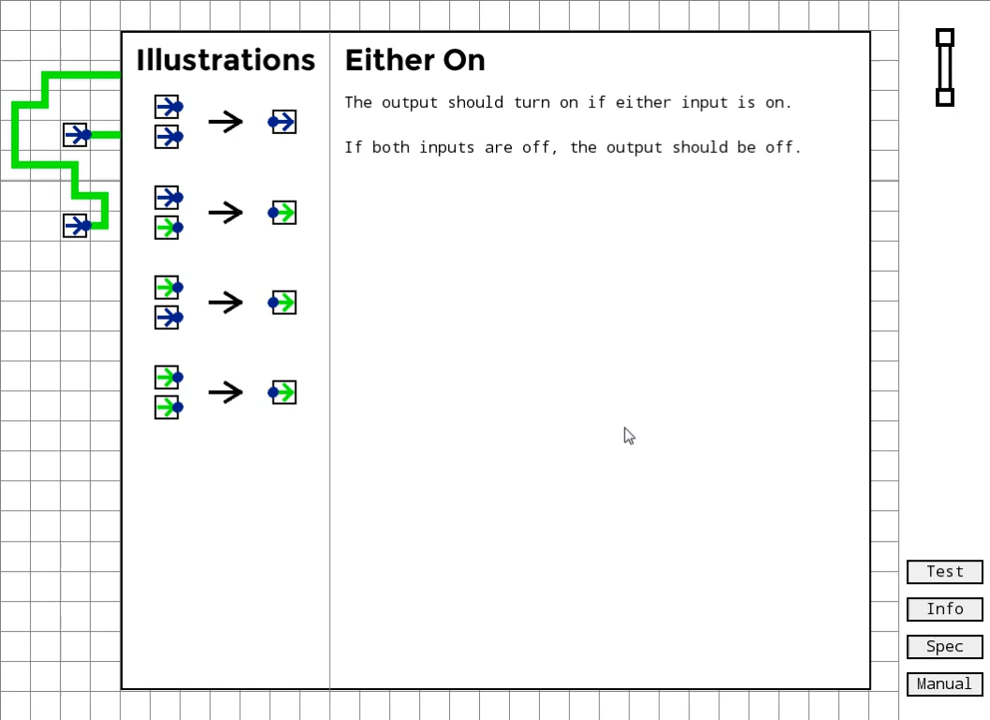 Illustrations
Either On
The output should turn on if either input is on.
If both inputs are off, the output should be off.
Test
Info
Spec
Manual